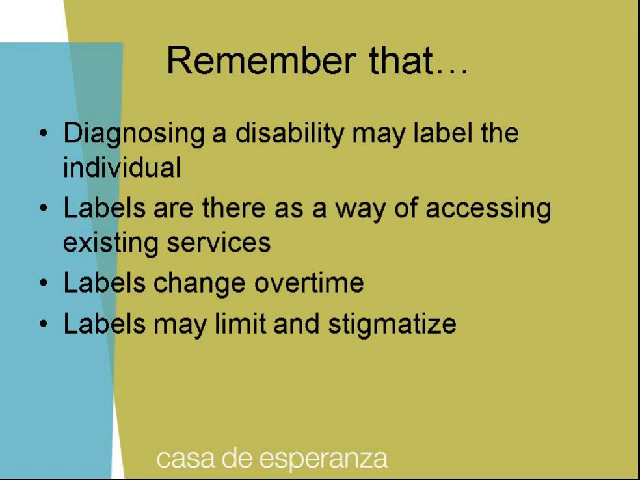 Remember that…
• Diagnosing a disability may label the
individual
• Labels are there as a way of accessing
existing services
• Labels change overtime
• Labels may limit and stigmatize
casa de esperanza